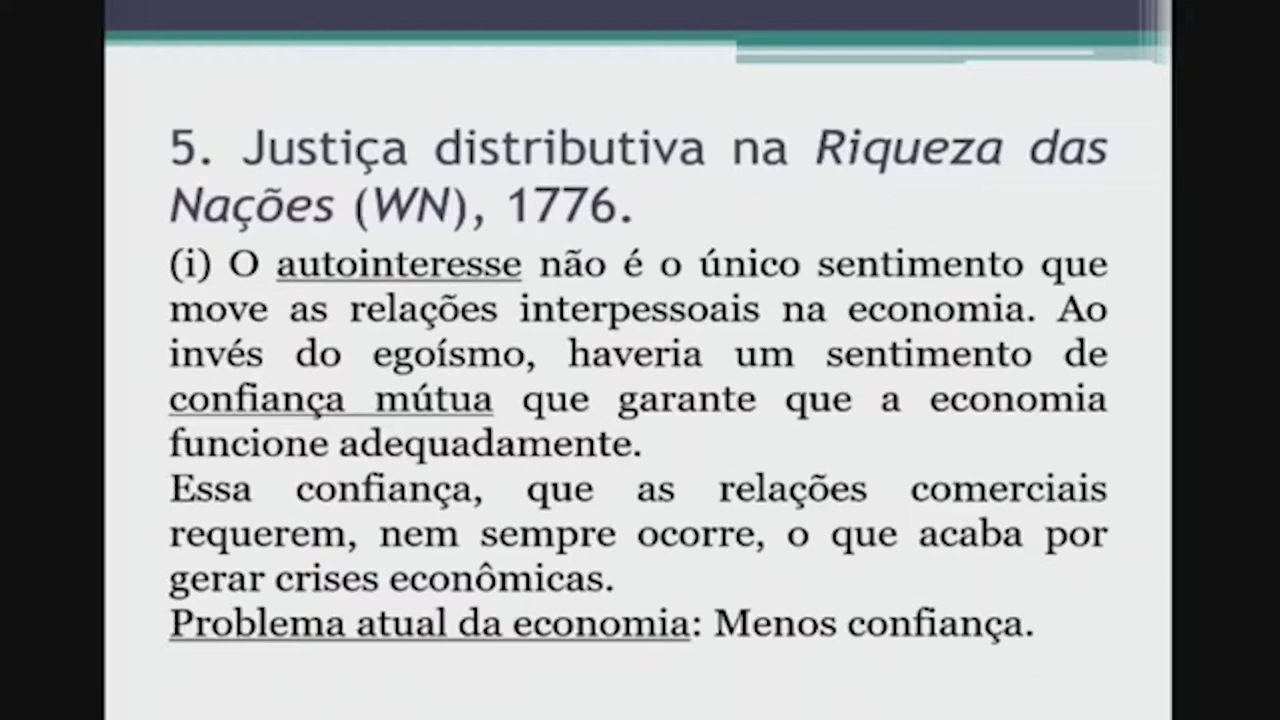 5. Justiça distributiva na Riqueza das
Nações (WN), 1776.
(i) O autointeresse não é o único sentimento que
move as relações interpessoais na economia. Ao
invés do egoísmo, haveria um sentimento de
confiança mútua que garante que a economia
funcione adequadamente.
Essa confiança, que as relações comerciais
requerem, nem sempre ocorre, o que acaba por
gerar crises econômicas.
Problema atual da economia: Menos confiança.